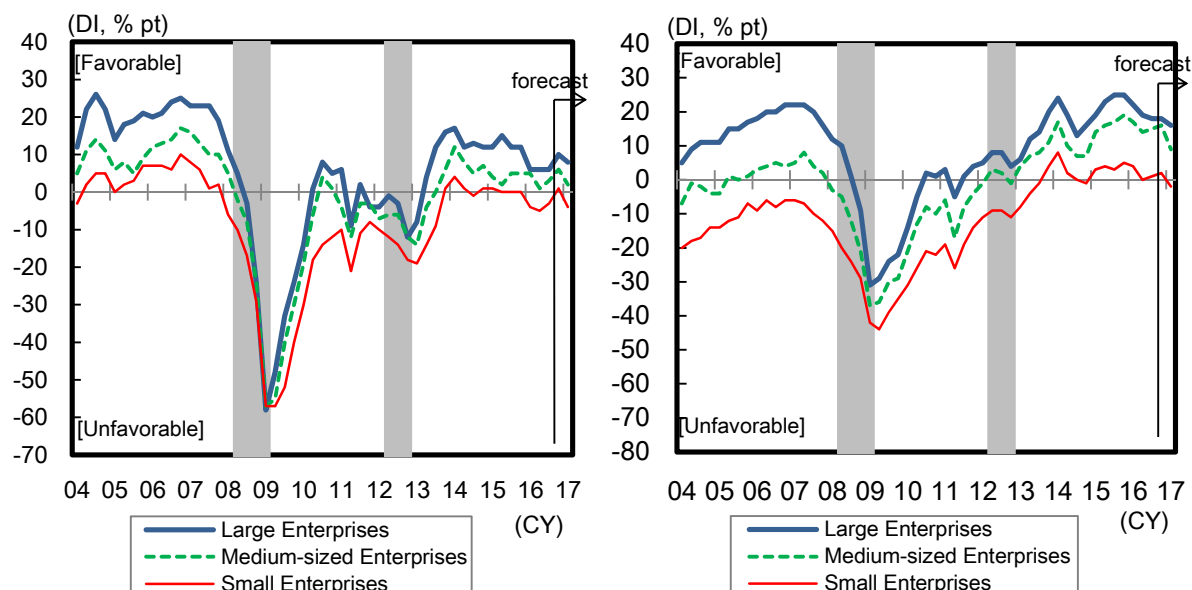 (DI, % pt)
40
30
20
10
0
-10
-20
-30
-40
-50
-60
-70
[Favorable]
forecast
[Unfavorable]
04 05 06 07 08 09 10 11 12 13 14 15 16 17
(CY)
Large Enterprises
Medium-sized Enterprises
Small Enterprises
(DI, % pt)
40
30
20
10
0
-10
-20
-30
-40
-50
-60
-70
-80
[Favorable]
forecast
[Unfavorable]
04 05 06 07 08 09 10 11 12 13 14 15 16 17
(CY)
Large Enterprises
Medium-sized Enterprises
Small Enterprises